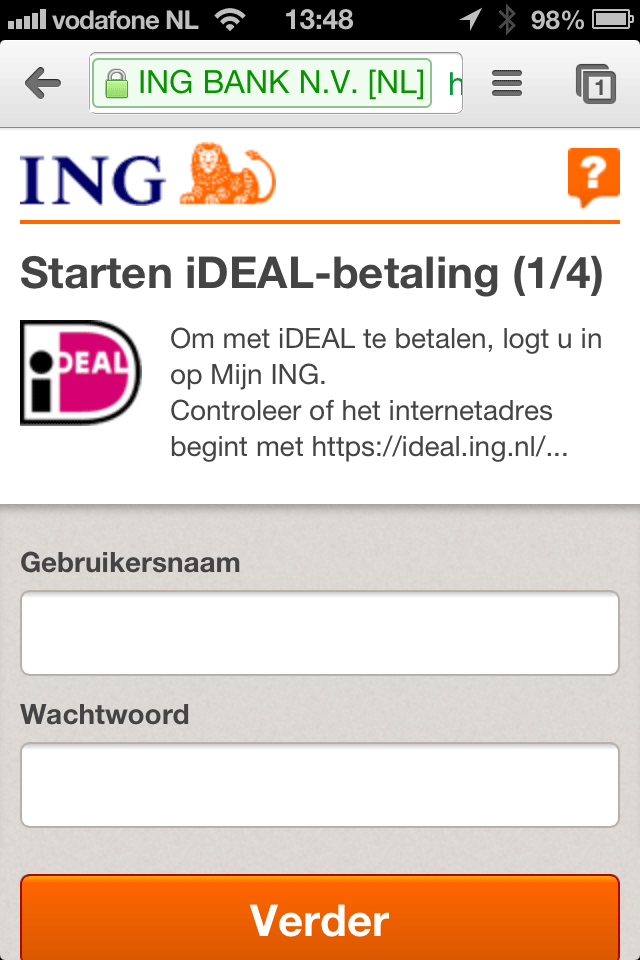 vodafone NL 13:48 98%
ING BANK N.V. [NL] h
1
ING
?
Starten iDEAL-betaling (1/4)
iDEAL
Om met iDEAL te betalen, logt u in
op Mijn ING.
Controleer of het internetadres
begint met https://ideal.ing.nl/...
Gebruikersnaam
Wachtwoord
Verder